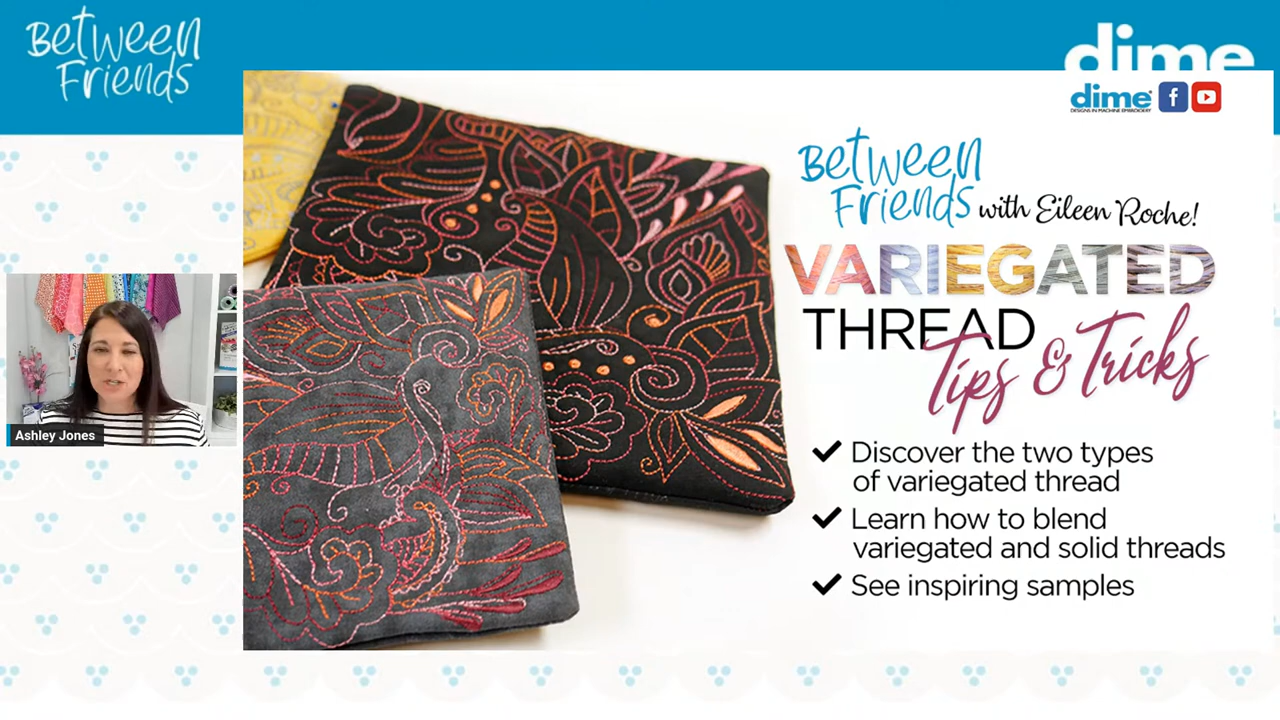 Between
Friends
dime
dime
DESIGNS IN MACHINE EMBROIDERY
Between
Friends with Eileen Roche!
VARIEGATED
THREAD
Tips & Tricks
Discover the two types
of variegated thread
Learn how to blend
variegated and solid threads
See inspiring samples
Ashley Jones